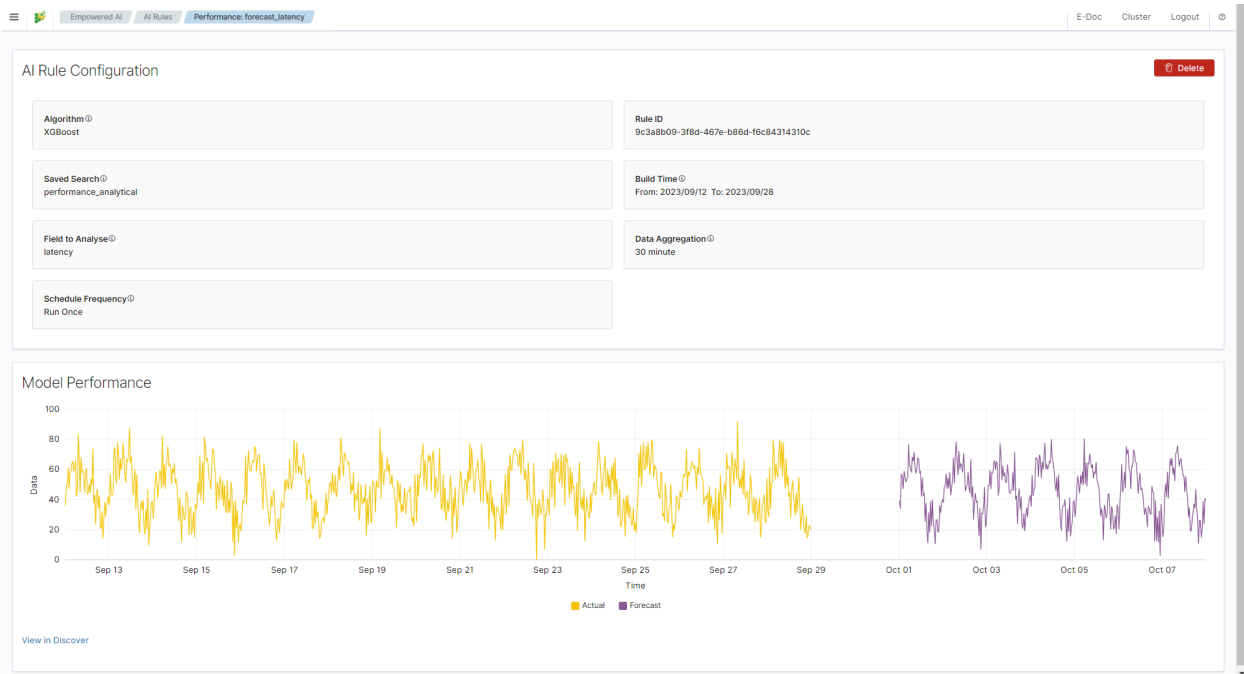 Empowered AI AI Rules Performance: forecast_latency E-Doc Cluster Logout
AI Rule Configuration
Delete
Algorithm
XGBoost
Rule ID
9c3a8b09-3f8d-467e-b86d-f6c84314310c
Saved Search
performance_analytical
Build Time
From: 2023/09/12 To: 2023/09/28
Field to Analyse
latency
Data Aggregation
30 minute
Schedule Frequency
Run Once
Model Performance
100
80
60
40
20
0
Data
Sep 13 Sep 15 Sep 17 Sep 19 Sep 21 Sep 23 Sep 25 Sep 27 Sep 29 Oct 01 Oct 03 Oct 05 Oct 07
Time
Actual Forecast
View in Discover